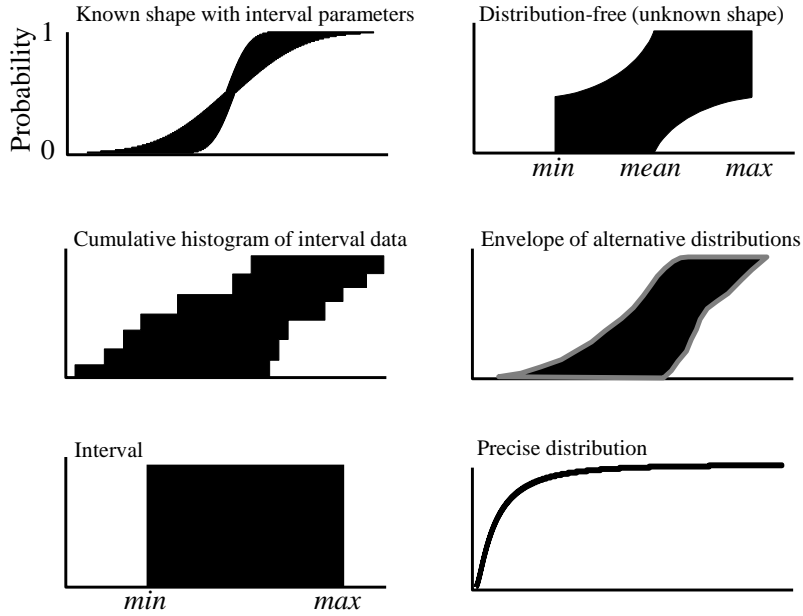 Known shape with interval parameters
Distribution-free (unknown shape)
1
Probability
0
min mean max
Cumulative histogram of interval data
Envelope of alternative distributions
Interval
Precise distribution
min max